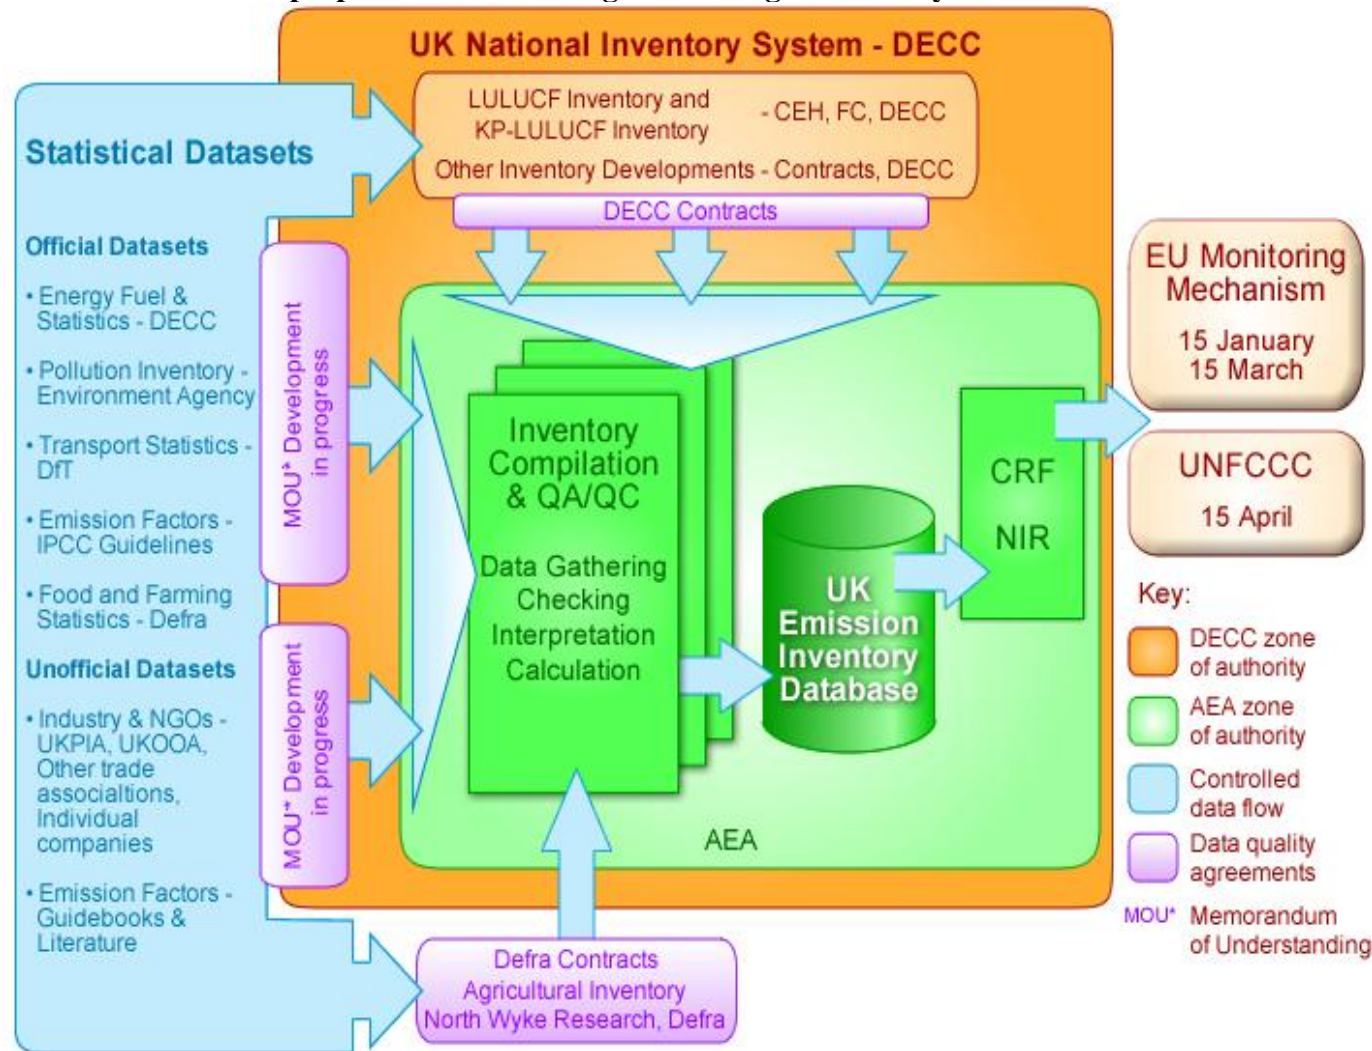 UK National Inventory System - DECC
LULUCF Inventory and
KP-LULUCF Inventory
- CEH, FC, DECC
Other Inventory Developments - Contracts, DECC
DECC Contracts
Statistical Datasets
Official Datasets
• Energy Fuel &
Statistics - DECC
• Pollution Inventory -
Environment Agency
• Transport Statistics -
DfT
• Emission Factors -
IPCC Guidelines
• Food and Farming
Statistics - Defra
Unofficial Datasets
• Industry & NGOs -
UKPIA, UKOOA,
Other trade
associaltions,
Individual
companies
• Emission Factors -
Guidebooks &
Literature
MOU* Development
in progress
MOU* Development
in progress
Inventory
Compilation
& QA/QC
Data Gathering
Checking
Interpretation
Calculation
UK
Emission
Inventory
Database
CRF
NIR
AEA
Defra Contracts
Agricultural Inventory
North Wyke Research, Defra
EU Monitoring
Mechanism
15 January
15 March
UNFCCC
15 April
Key:
DECC zone
of authority
AEA zone
of authority
Controlled
data flow
Data quality
agreements
MOU* Memorandum
of Understanding